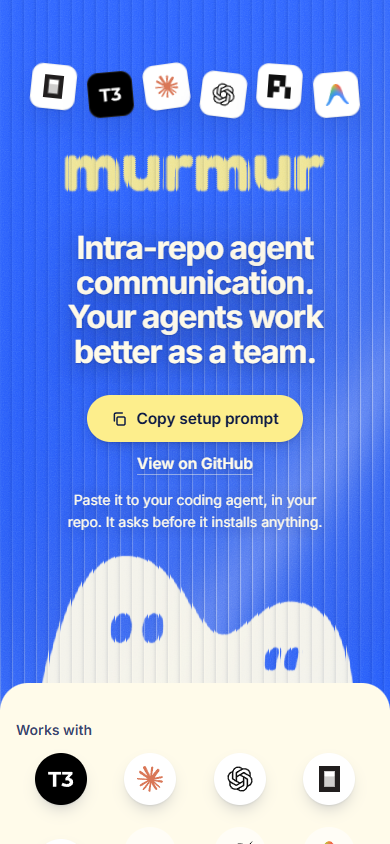 T3
murmur
Intra-repo agent
communication.
Your agents work
better as a team.
Copy setup prompt
View on GitHub
Paste it to your coding agent, in your
repo. It asks before it installs anything.
Works with
T3